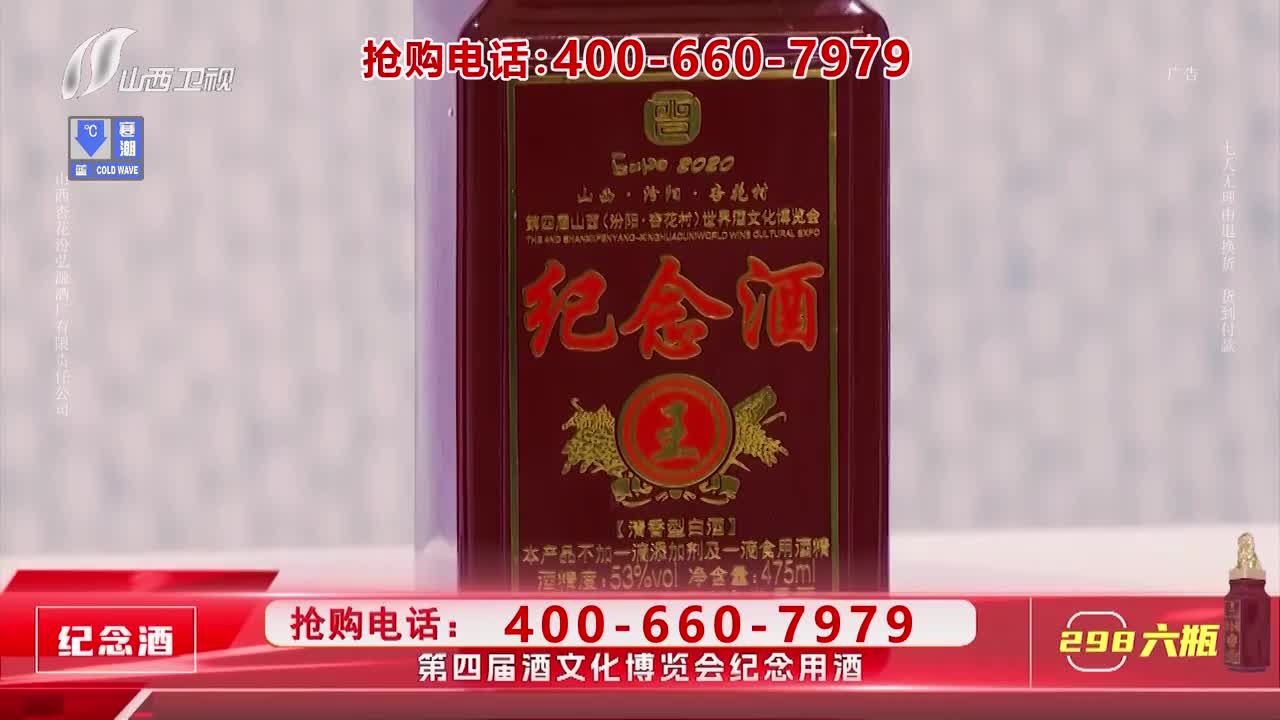 抢购电话:400-660-7979
山西卫视
广告
℃
寒潮
蓝 COLD WAVE
山西杏花汾弘源酒厂有限责任公司
七天无理由退换货 货到付款
Expo 2020
山西·汾阳·杏花村
第四届山西(汾阳·杏花村)世界酒文化博览会
纪念酒
王
【清香型白酒】
本产品不加一滴添加剂及一滴食用酒精
酒精度:53%vol 净含量:475ml
纪念酒
抢购电话: 400-660-7979
第四届酒文化博览会纪念用酒
298六瓶